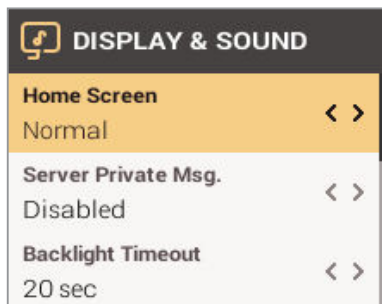 DISPLAY & SOUND
Home Screen
Normal
Server Private Msg.
Disabled
Backlight Timeout
20 sec